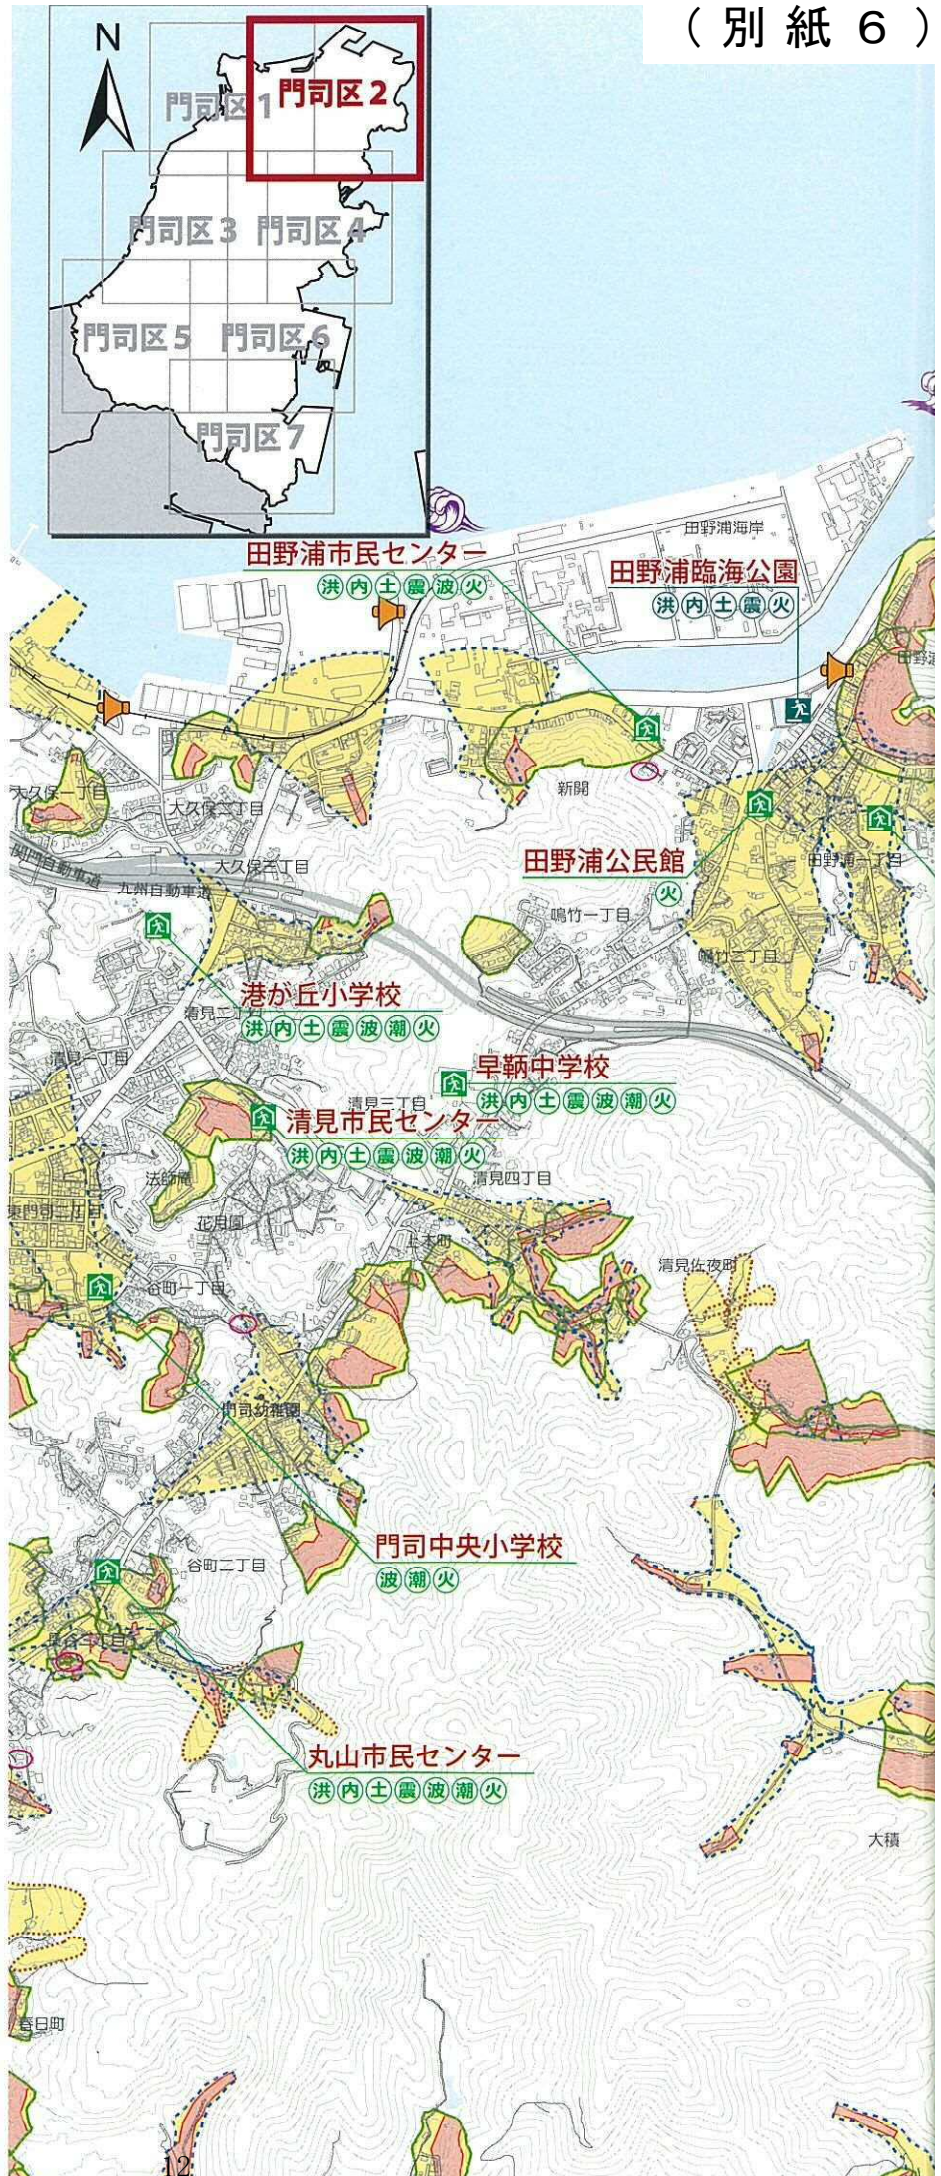 （別紙６）
N
門司区1
門司区2
門司区3
門司区4
門司区5
門司区6
門司区7
田野浦海岸
田野浦市民センター
洪内土震波火
田野浦臨海公園
洪内土震火
大久保一丁目
大久保二丁目
新開
大久保三丁目
関門自動車道
九州自動車道
田野浦公民館
火
田野浦一丁目
鳴竹一丁目
鳴竹二丁目
港が丘小学校
洪内土震波潮火
清見二丁目
清見一丁目
早鞆中学校
洪内土震波潮火
清見三丁目
清見市民センター
洪内土震波潮火
清見四丁目
法師庵
花月園
東門司二丁目
上本町
清見佐夜町
谷町一丁目
門司幼稚園
門司中央小学校
波潮火
谷町二丁目
丸山市民センター
洪内土震波潮火
大積
春日町
12